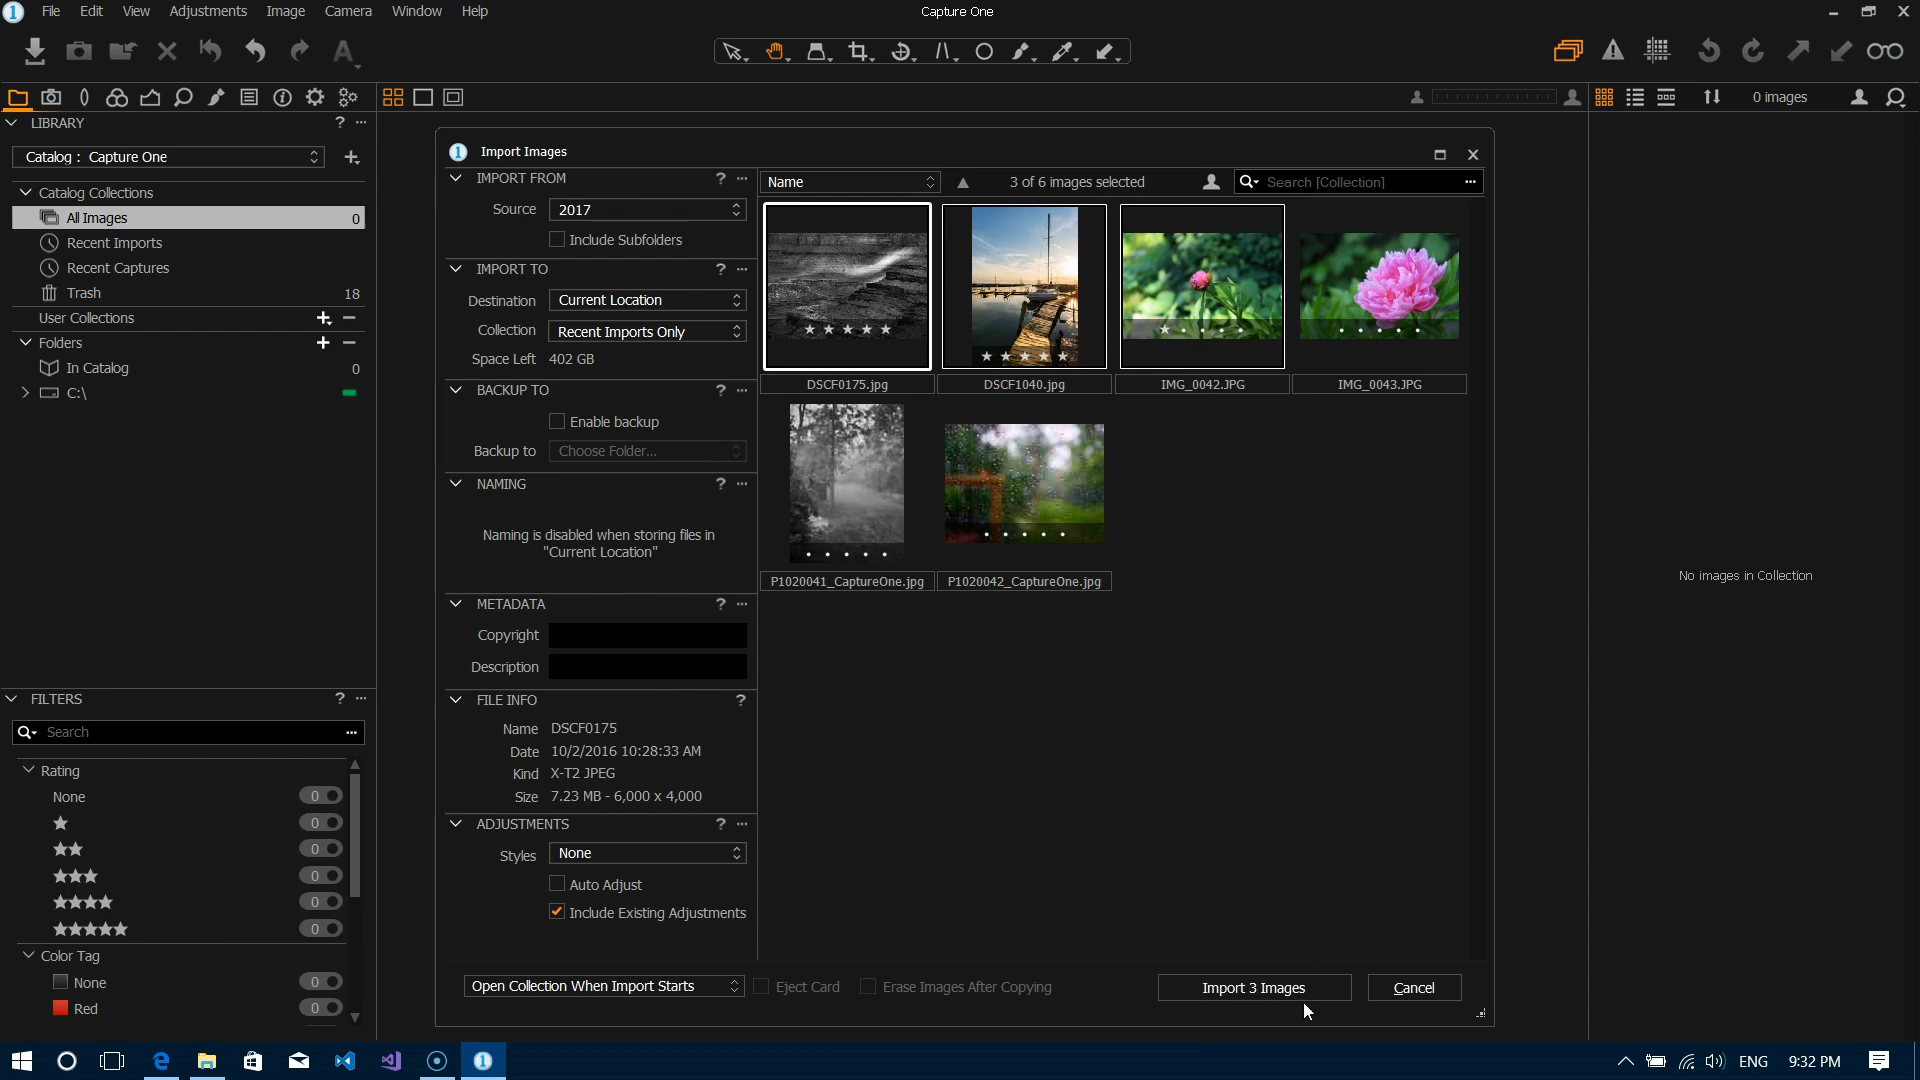 File Edit View Adjustments Image Camera Window Help
Capture One
0 images
LIBRARY
Catalog : Capture One
Catalog Collections
All Images 0
Recent Imports
Recent Captures
Trash 18
User Collections
Folders
In Catalog 0
C:\
FILTERS
Search
Rating
None 0
0
0
0
0
0
Color Tag
None 0
Red 0
Import Images
IMPORT FROM
Source 2017
Include Subfolders
IMPORT TO
Destination Current Location
Collection Recent Imports Only
Space Left 402 GB
BACKUP TO
Enable backup
Backup to Choose Folder...
NAMING
Naming is disabled when storing files in
"Current Location"
METADATA
Copyright
Description
FILE INFO
Name DSCF0175
Date 10/2/2016 10:28:33 AM
Kind X-T2 JPEG
Size 7.23 MB - 6,000 x 4,000
ADJUSTMENTS
Styles None
Auto Adjust
Include Existing Adjustments
Name
3 of 6 images selected
Search [Collection]
DSCF0175.jpg DSCF1040.jpg IMG_0042.JPG IMG_0043.JPG
P1020041_CaptureOne.jpg P1020042_CaptureOne.jpg
Open Collection When Import Starts Eject Card Erase Images After Copying Import 3 Images Cancel
No images in Collection
ENG 9:32 PM